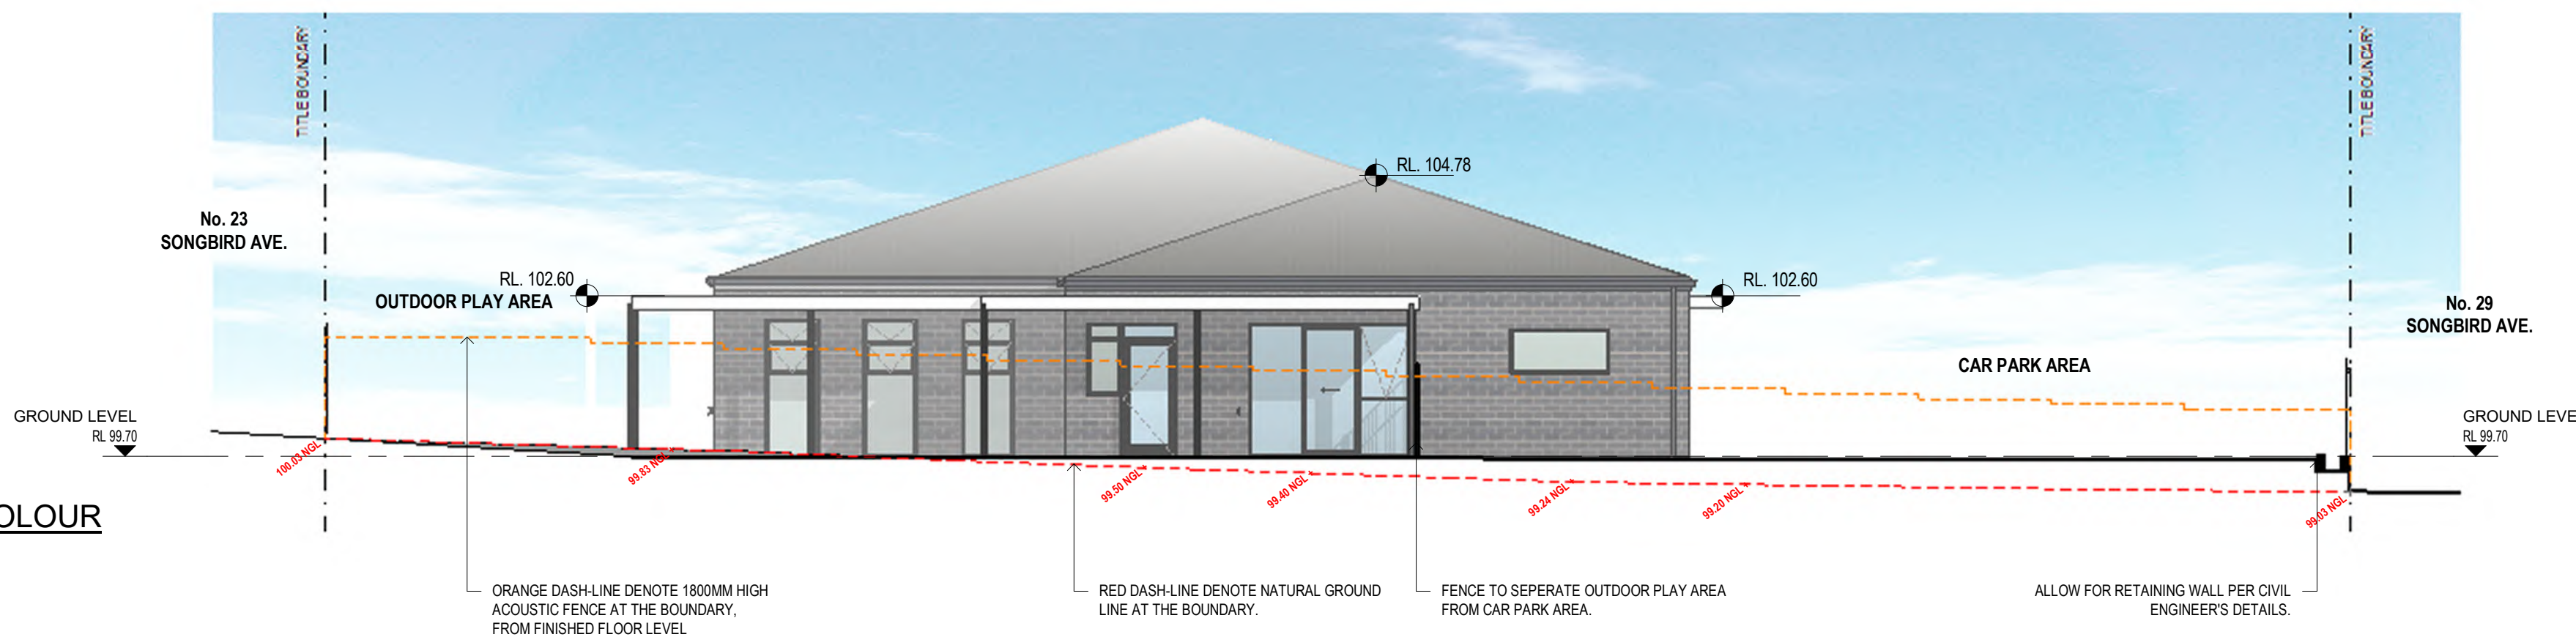 TITLE BOUNDARY
TITLE BOUNDARY
RL. 104.78
No. 23
SONGBIRD AVE.
RL. 102.60
OUTDOOR PLAY AREA
RL. 102.60
No. 29
SONGBIRD AVE.
CAR PARK AREA
GROUND LEVEL
RL 99.70
GROUND LEVE
RL 99.70
100.03 NGL
99.83 NGL
99.50 NGL
99.40 NGL
99.24 NGL
99.20 NGL
99.03 NGL
OLOUR
ORANGE DASH-LINE DENOTE 1800MM HIGH
ACOUSTIC FENCE AT THE BOUNDARY,
FROM FINISHED FLOOR LEVEL
RED DASH-LINE DENOTE NATURAL GROUND
LINE AT THE BOUNDARY.
FENCE TO SEPERATE OUTDOOR PLAY AREA
FROM CAR PARK AREA.
ALLOW FOR RETAINING WALL PER CIVIL
ENGINEER'S DETAILS.